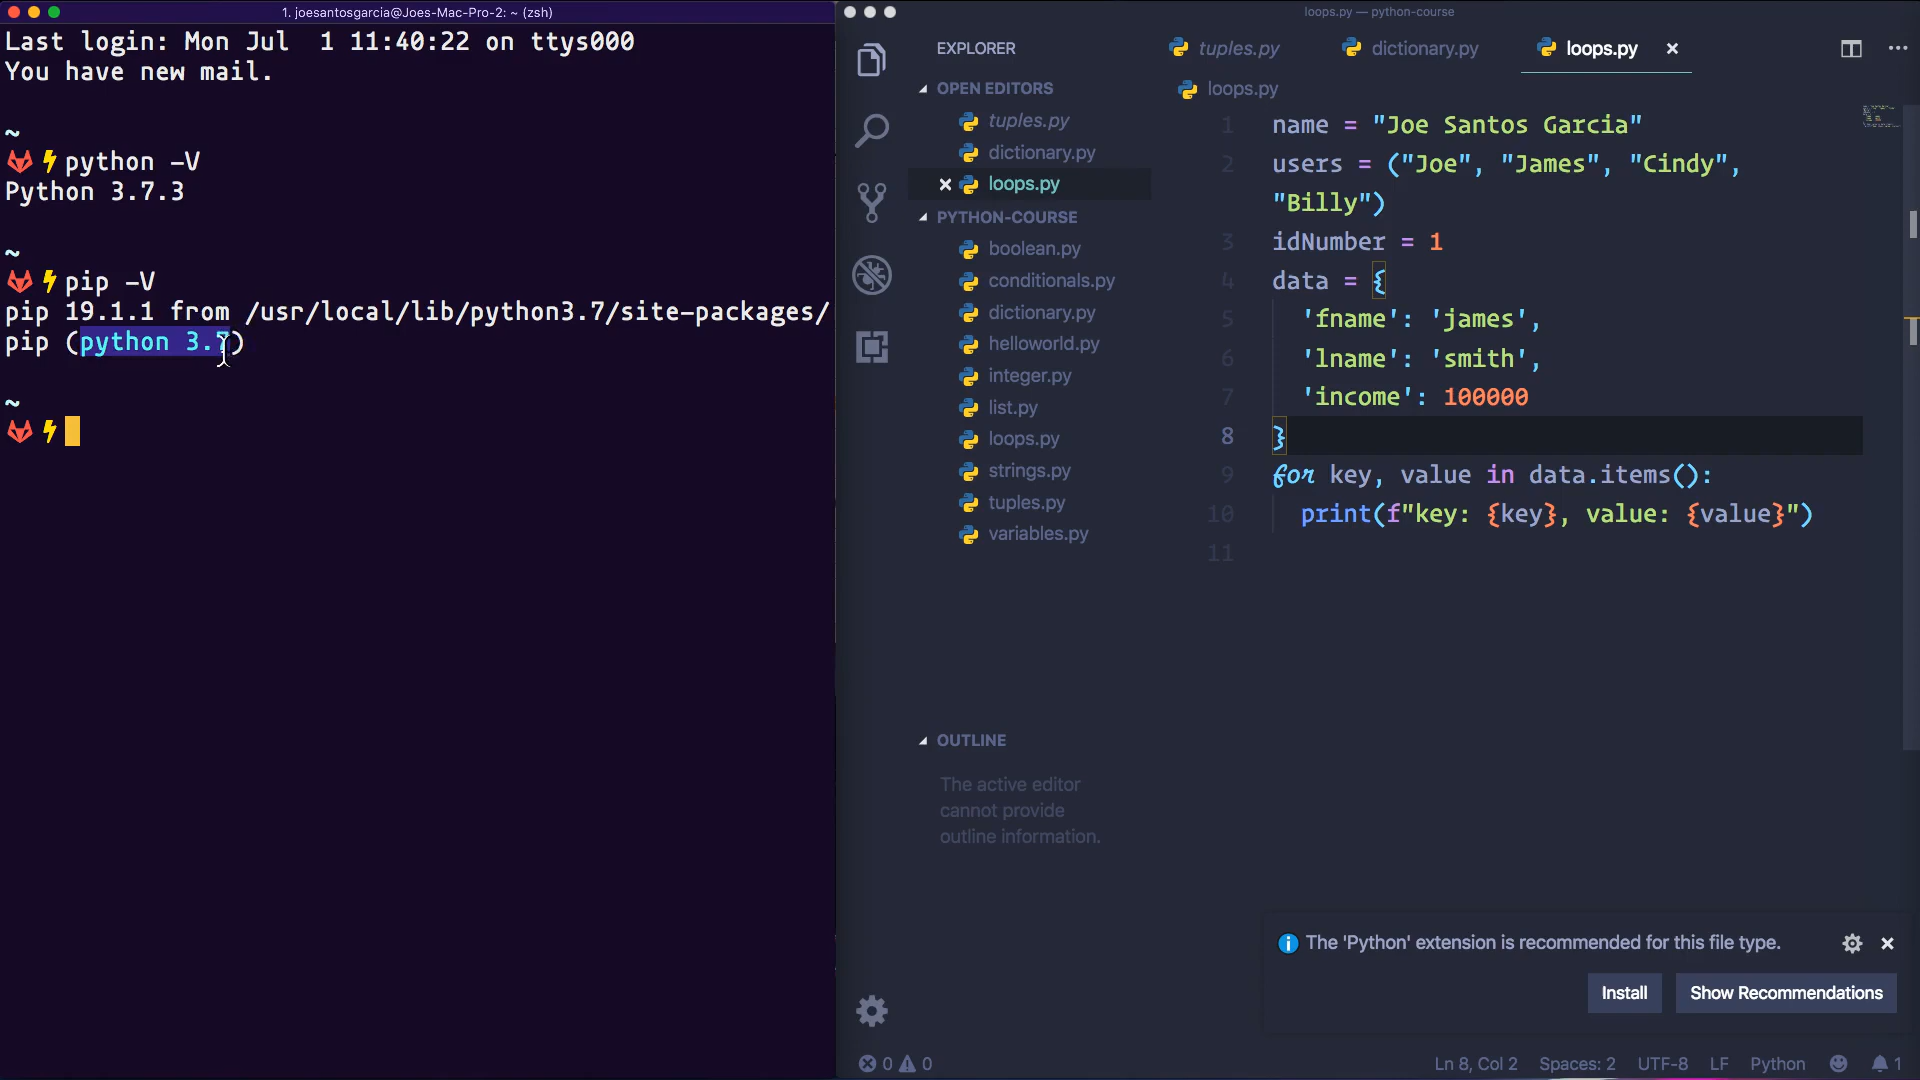 1. joesantosgarcia@Joes-Mac-Pro-2: ~ (zsh)
Last login: Mon Jul  1 11:40:22 on ttys000
You have new mail.
~
python -V
Python 3.7.3
~
pip -V
pip 19.1.1 from /usr/local/lib/python3.7/site-packages/
pip (python 3.7)
~
loops.py — python-course
EXPLORER
OPEN EDITORS
tuples.py
dictionary.py
loops.py
PYTHON-COURSE
boolean.py
conditionals.py
dictionary.py
helloworld.py
integer.py
list.py
loops.py
strings.py
tuples.py
variables.py
OUTLINE
The active editor
cannot provide
outline information.
tuples.py dictionary.py loops.py
loops.py
1 name = "Joe Santos Garcia"
2 users = ("Joe", "James", "Cindy",
"Billy")
3 idNumber = 1
4 data = {
5 'fname': 'james',
6 'lname': 'smith',
7 'income': 100000
8 }
9 for key, value in data.items():
10 print(f"key: {key}, value: {value}")
11
The 'Python' extension is recommended for this file type.
Install Show Recommendations
0 0 Ln 8, Col 2 Spaces: 2 UTF-8 LF Python 1